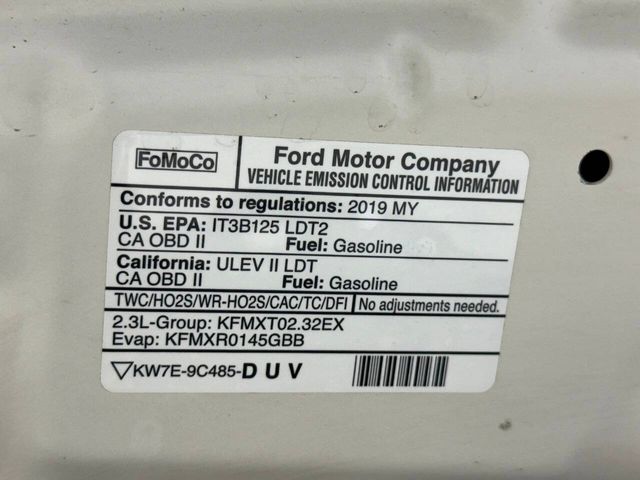 FoMoCo
Ford Motor Company
VEHICLE EMISSION CONTROL INFORMATION
Conforms to regulations: 2019 MY
U.S. EPA: IT3B125 LDT2
CA OBD II Fuel: Gasoline
California: ULEV II LDT
CA OBD II Fuel: Gasoline
TWC/HO2S/WR-HO2S/CAC/TC/DFI No adjustments needed.
2.3L-Group: KFMXT02.32EX
Evap: KFMXR0145GBB
KW7E-9C485-D U V